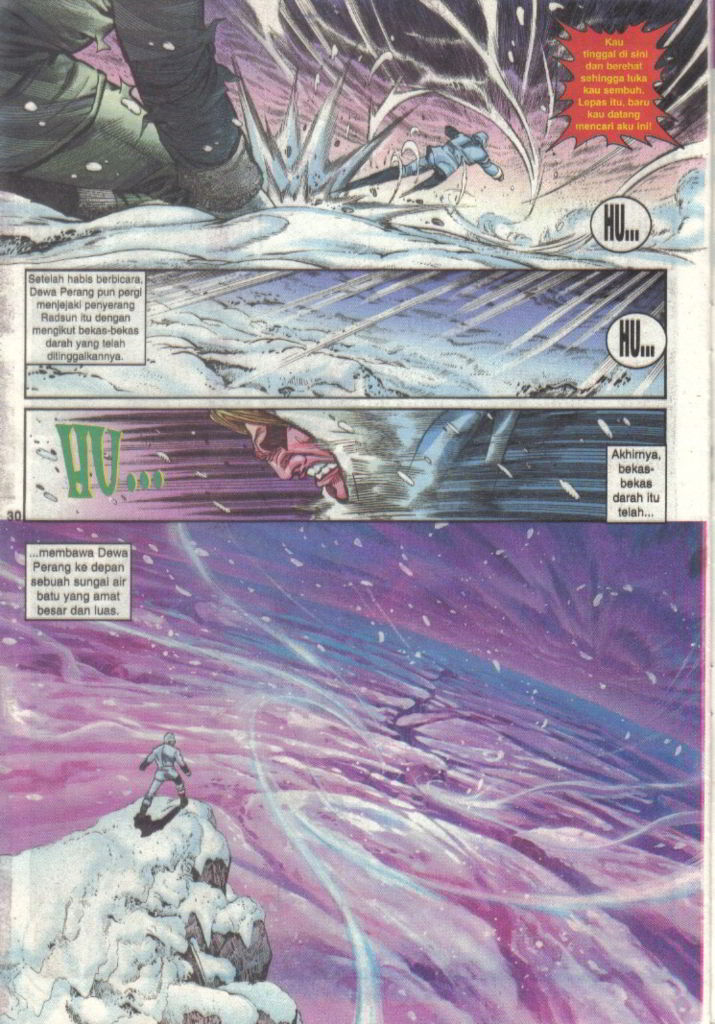 Kau
tinggal di sini
dan berehat
sehingga luka
kau sembuh.
Lepas itu, baru
kau datang
mencari aku ini!
HU...
Setelah habis berbicara,
Dewa Perang pun pergi
menjejaki penyerang
Radsun itu dengan
mengikut bekas-bekas
darah yang telah
ditinggalkannya.
HU...
HU...
Akhirnya,
bekas-
bekas
darah itu
telah...
30
...membawa Dewa
Perang ke depan
sebuah sungai air
batu yang amat
besar dan luas.